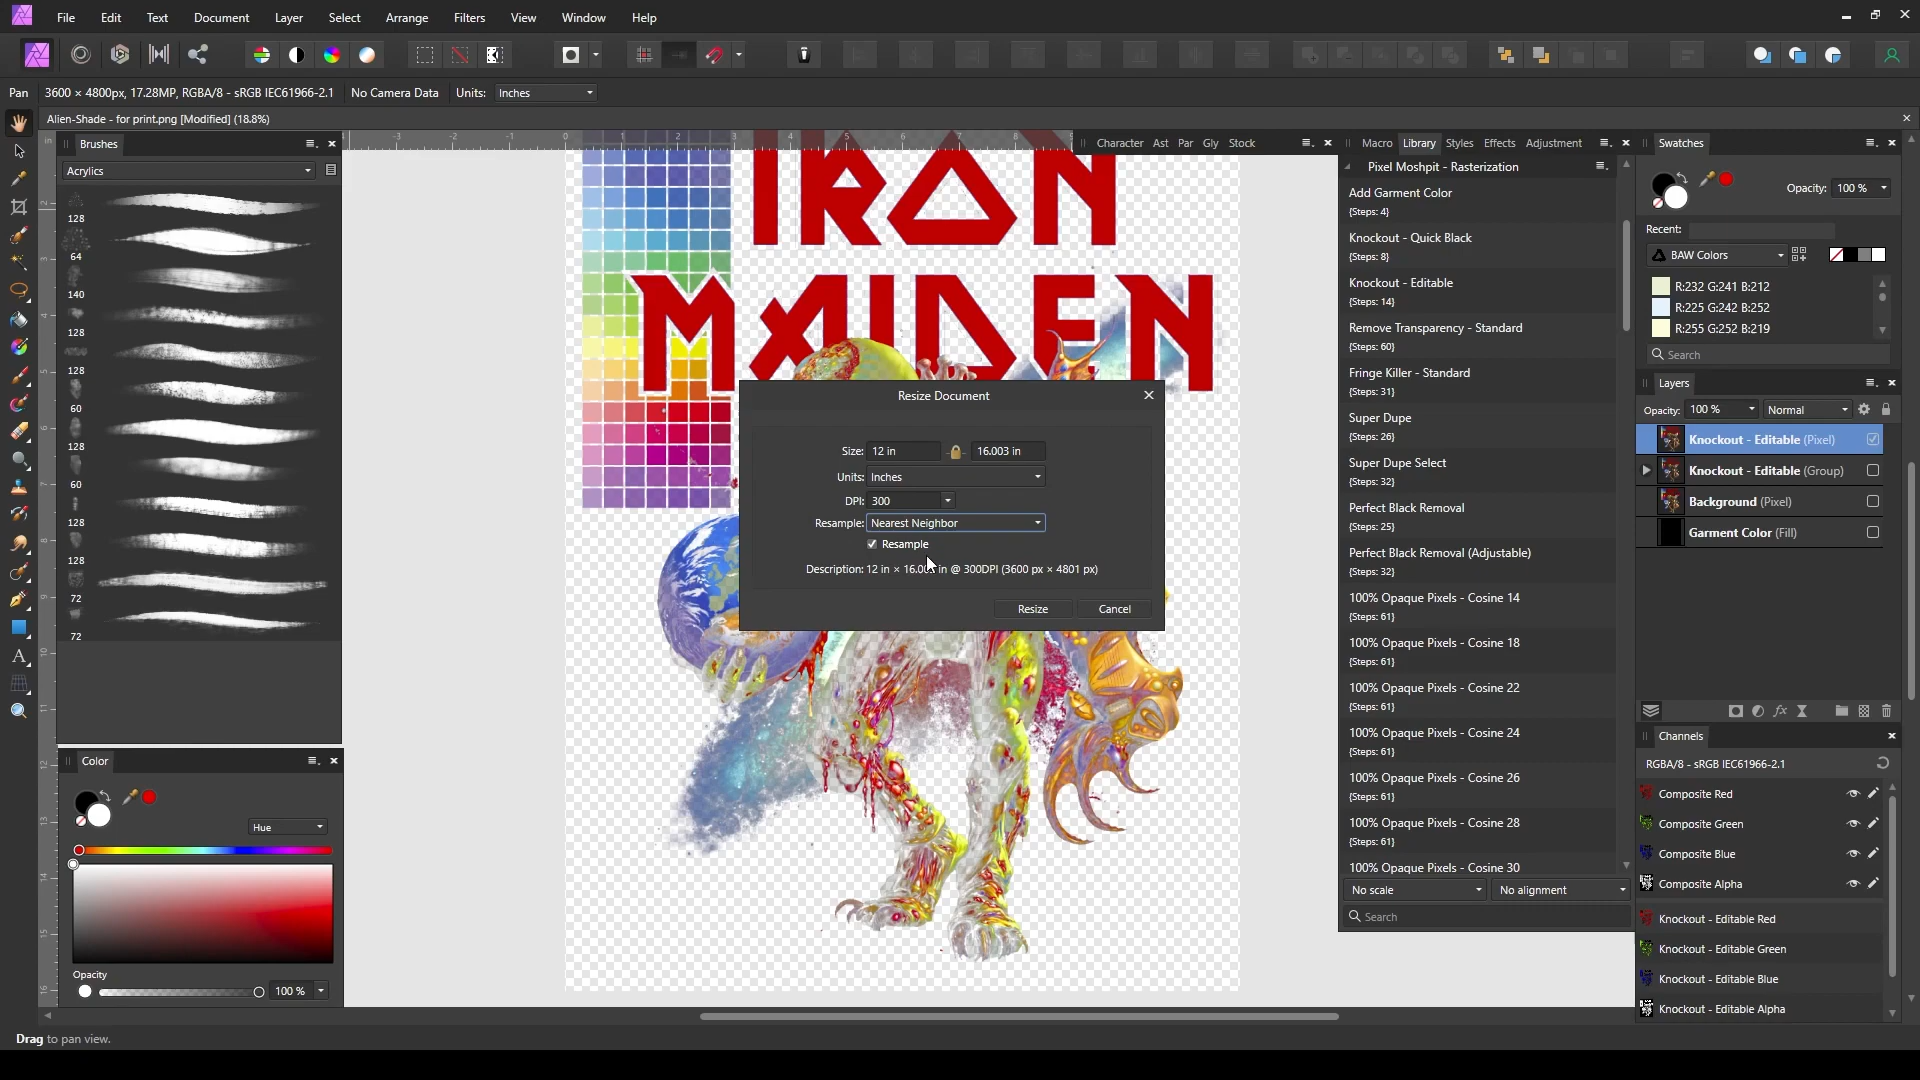 File Edit Text Document Layer Select Arrange Filters View Window Help
Pan 3600 × 4800px, 17.28MP, RGBA/8 - sRGB IEC61966-2.1 No Camera Data Units: Inches
Alien-Shade - for print.png [Modified] (18.8%)
Brushes
Acrylics
128
64
140
128
128
60
128
60
128
128
72
72
Color
Hue
Opacity
100 %
IRON
MAIDEN
Resize Document
Size: 12 in 16.003 in
Units: Inches
DPI: 300
Resample: Nearest Neighbor
Resample
Description: 12 in × in @ 300DPI (3600 px × 4801 px)
Resize Cancel
Character Ast Par Gly Stock
Macro Library Styles Effects Adjustment
Pixel Moshpit - Rasterization
Add Garment Color
{Steps: 4}
Knockout - Quick Black
{Steps: 8}
Knockout - Editable
{Steps: 14}
Remove Transparency - Standard
{Steps: 60}
Fringe Killer - Standard
{Steps: 31}
Super Dupe
{Steps: 26}
Super Dupe Select
{Steps: 32}
Perfect Black Removal
{Steps: 25}
Perfect Black Removal (Adjustable)
{Steps: 32}
100% Opaque Pixels - Cosine 14
{Steps: 61}
100% Opaque Pixels - Cosine 18
{Steps: 61}
100% Opaque Pixels - Cosine 22
{Steps: 61}
100% Opaque Pixels - Cosine 24
{Steps: 61}
100% Opaque Pixels - Cosine 26
{Steps: 61}
100% Opaque Pixels - Cosine 28
{Steps: 61}
100% Opaque Pixels - Cosine 30
No scale No alignment
Search
Swatches
Opacity: 100 %
Recent:
BAW Colors
R:232 G:241 B:212
R:225 G:242 B:252
R:255 G:252 B:219
Search
Layers
Opacity: 100 % Normal
Knockout - Editable (Pixel)
Knockout - Editable (Group)
Background (Pixel)
Garment Color (Fill)
Channels
RGBA/8 - sRGB IEC61966-2.1
Composite Red
Composite Green
Composite Blue
Composite Alpha
Knockout - Editable Red
Knockout - Editable Green
Knockout - Editable Blue
Knockout - Editable Alpha
Drag to pan view.